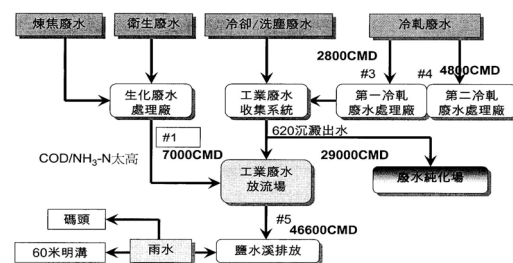 煉焦廢水
衛生廢水
冷卻/洗塵廢水
冷軋廢水
2800CMD
#3
#4
4800CMD
生化廢水
處理廠
工業廢水
收集系統
第一冷軋
廢水處理廠
第二冷軋
廢水處理廠
#1
7000CMD
620沉澱出水
29000CMD
COD/NH₃-N太高
工業廢水
放流場
廢水純化場
碼頭
#5
46600CMD
60米明溝
雨水
鹽水溪排放